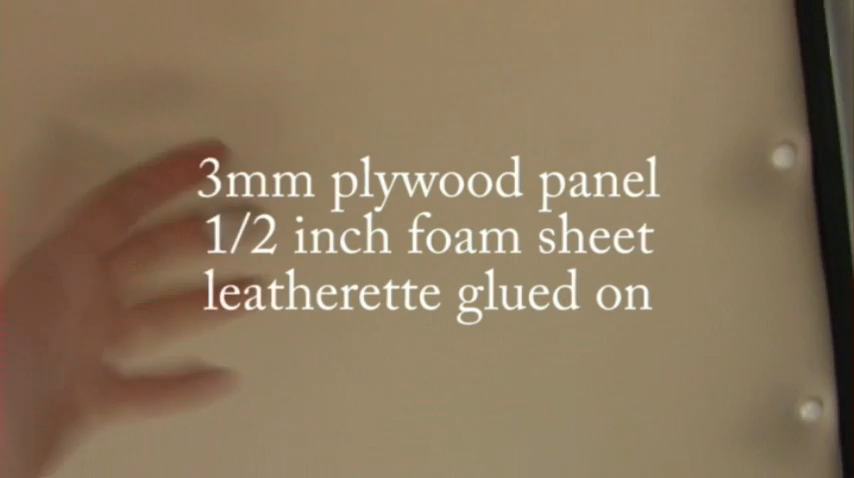 3mm plywood panel
1/2 inch foam sheet
leatherette glued on